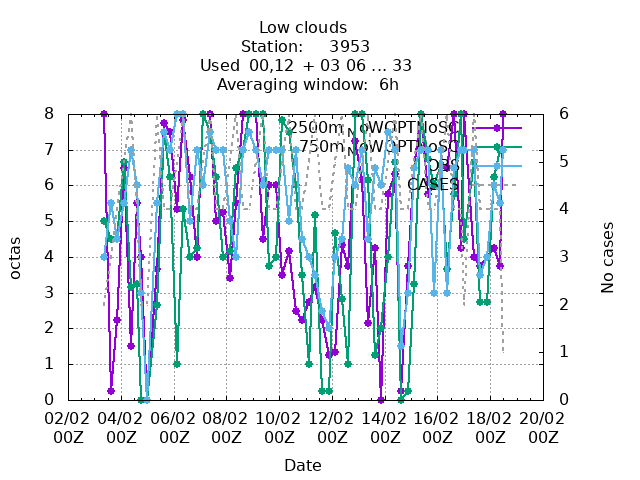 Low clouds
Station: 3953
Used 00,12 + 03 06 ... 33
Averaging window: 6h
8
7
6
5
4
3
2
1
0
octas
6
5
4
3
2
1
0
No cases
2500m_NoWOPTNoSC
750m_NoWOPTNoSC
OBS
CASES
02/02 04/02 06/02 08/02 10/02 12/02 14/02 16/02 18/02 20/02
00Z 00Z 00Z 00Z 00Z 00Z 00Z 00Z 00Z 00Z
Date